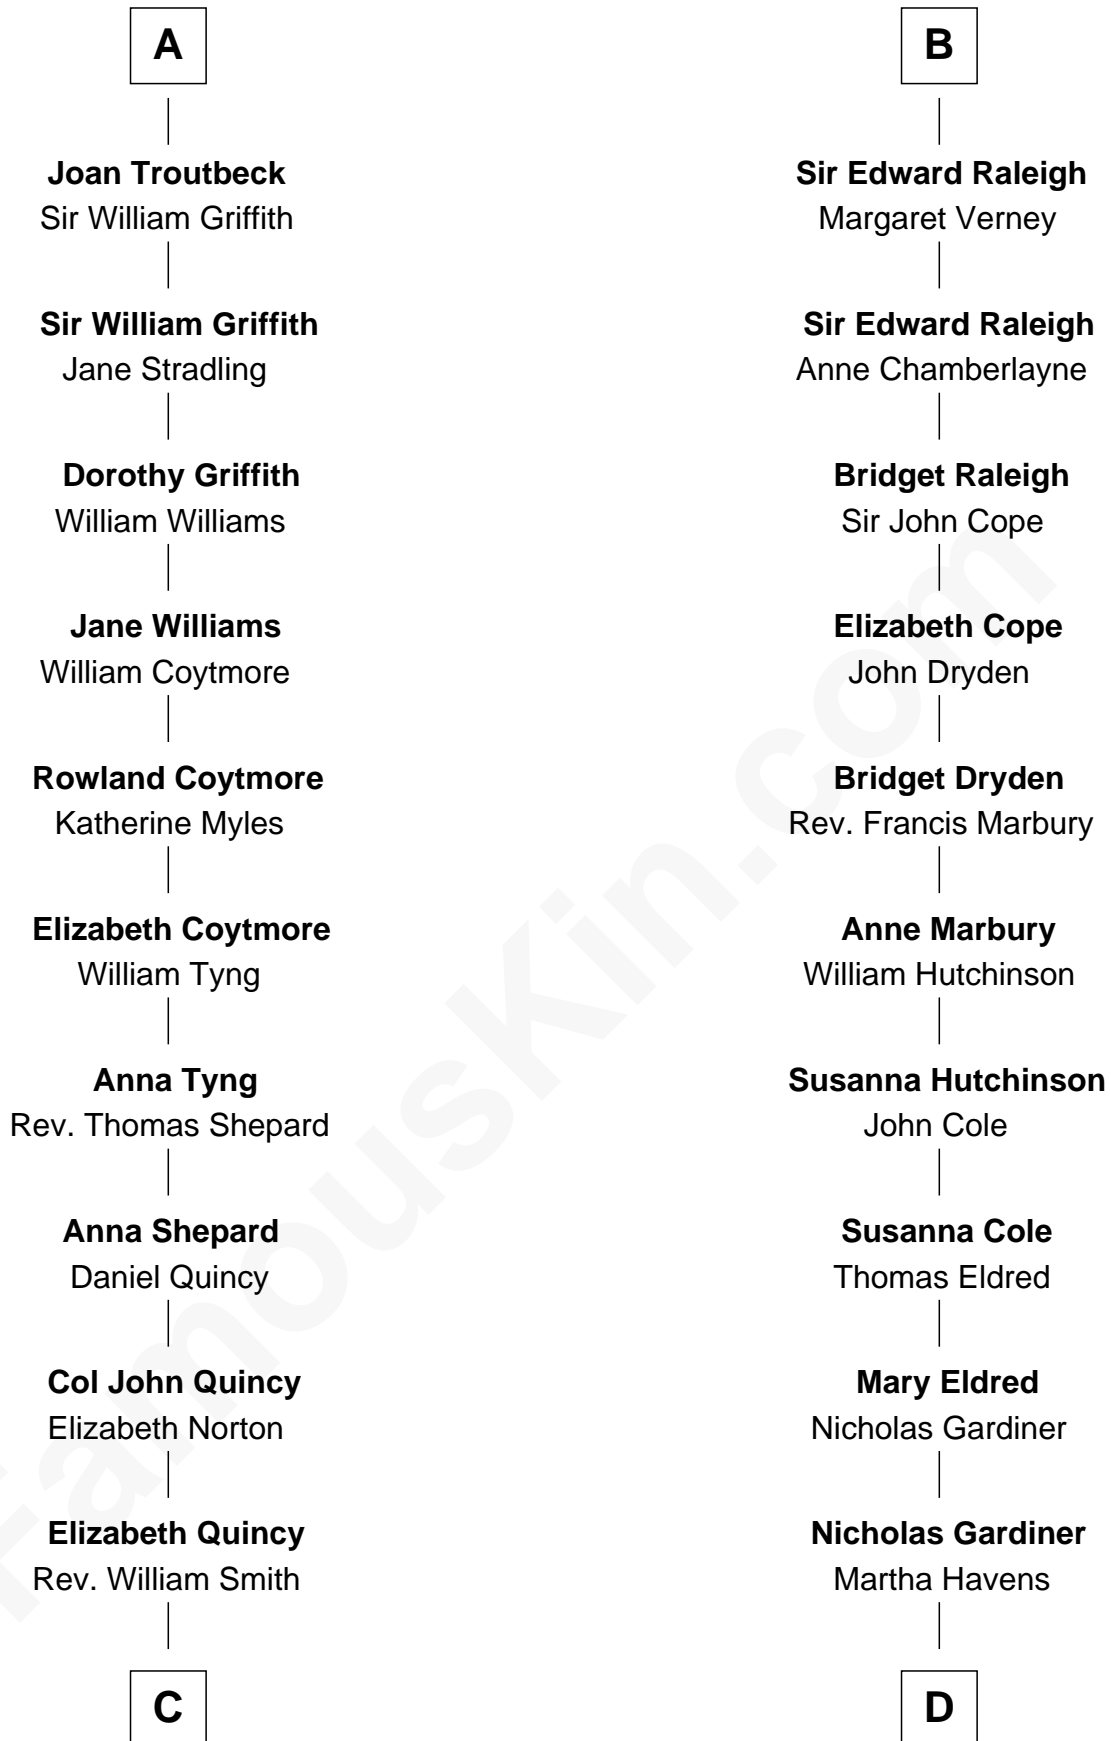 A
Joan Troutbeck
Sir William Griffith
Sir William Griffith
Jane Stradling
Dorothy Griffith
William Williams
Jane Williams
William Coytmore
Rowland Coytmore
Katherine Myles
Elizabeth Coytmore
William Tyng
Anna Tyng
Rev. Thomas Shepard
Anna Shepard
Daniel Quincy
Col John Quincy
Elizabeth Norton
Elizabeth Quincy
Rev. William Smith
C
B
Sir Edward Raleigh
Margaret Verney
Sir Edward Raleigh
Anne Chamberlayne
Bridget Raleigh
Sir John Cope
Elizabeth Cope
John Dryden
Bridget Dryden
Rev. Francis Marbury
Anne Marbury
William Hutchinson
Susanna Hutchinson
John Cole
Susanna Cole
Thomas Eldred
Mary Eldred
Nicholas Gardiner
Nicholas Gardiner
Martha Havens
D
FamousKin.com